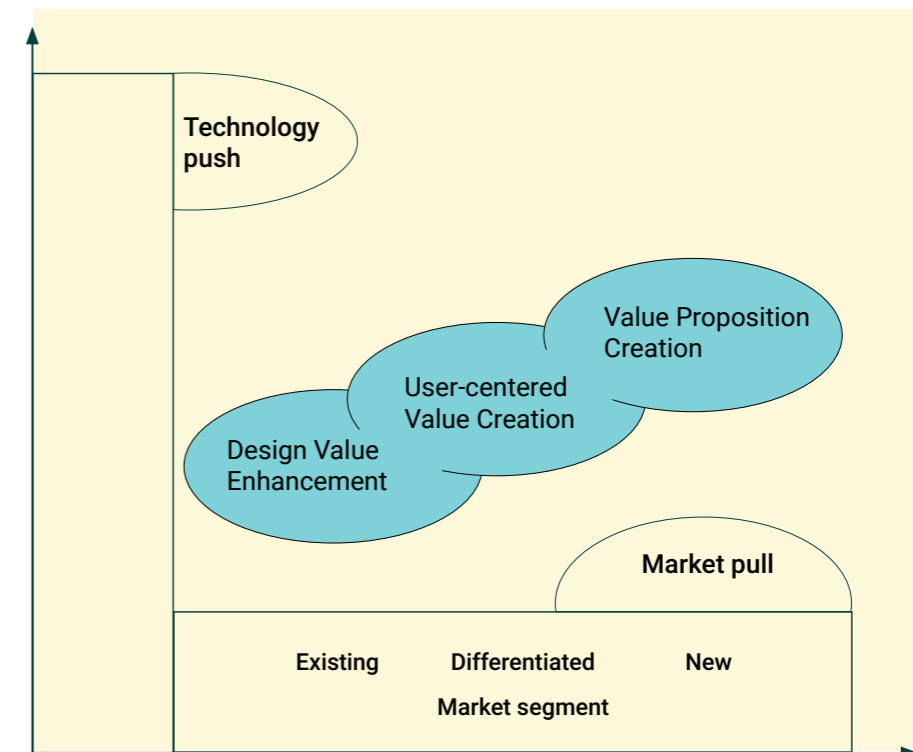 Technology
push
Value Proposition
Creation
User-centered
Value Creation
Design Value
Enhancement
Market pull
Existing Differentiated New
Market segment